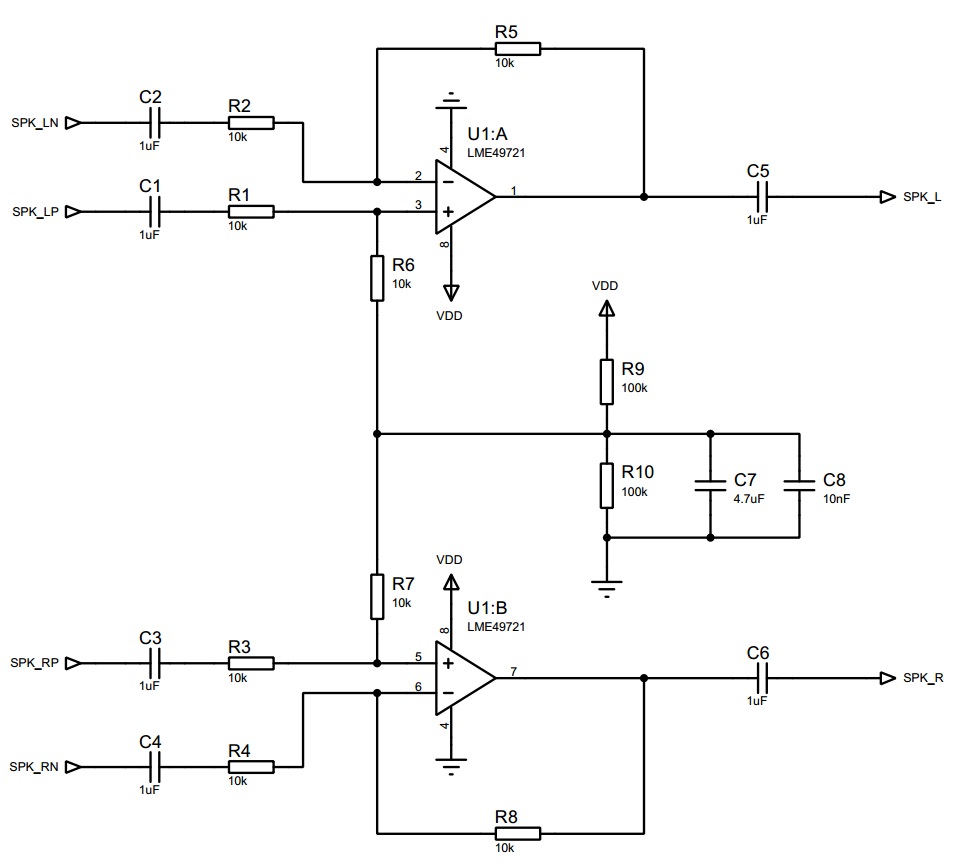 R5
10k
C2
R2
SPK_LN
1uF
10k
4
U1:A
LME49721
2
C1
R1
SPK_LP
1uF
10k
3
1
C5
SPK_L
1uF
8
R6
10k
VDD
VDD
R9
100k
R10
100k
C7
4.7uF
C8
10nF
R7
10k
VDD
8
U1:B
LME49721
C3
R3
SPK_RP
1uF
10k
5
6
7
C6
SPK_R
1uF
4
C4
R4
SPK_RN
1uF
10k
R8
10k